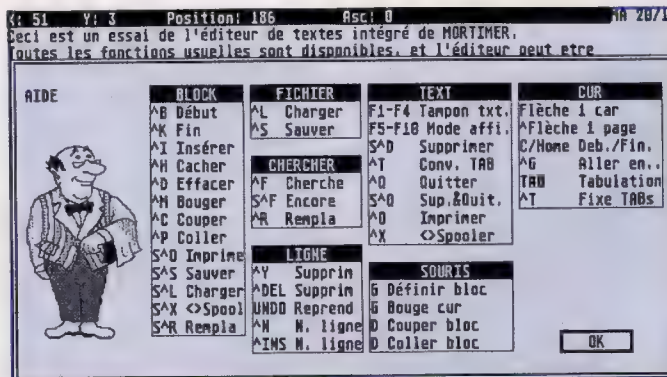 X: 51 Y: 3 Position: 186 Asc: 0
Ceci est un essai de l'éditeur de textes intégré de MORTIMER.
Toutes les fonctions usuelles sont disponibles, et l'éditeur peut etre
AIDE
BLOCK
^B Début
^K Fin
^I Insérer
^H Cacher
^D Effacer
^M Bouger
^C Couper
^P Coller
S^O Imprime
S^S Sauver
S^L Charger
S^X <>Spool
S^R Rempla
FICHIER
^L Charger
^S Sauver
CHERCHER
^F Cherche
S^F Encore
^R Rempla
LIGNE
^Y Supprim
^DEL Supprim
UNDO Reprend
^N N. ligne
^INS N. ligne
TEXT
F1-F4 Tampon txt.
F5-F10 Mode affi.
S^D Supprimer
^T Conv. TAB
^Q Quitter
S^Q Sup.&Quit.
^O Imprimer
^X <>Spooler
SOURIS
G Définir bloc
G Bouge cur
D Couper bloc
D Coller bloc
CUR
Flèche 1 car
^Flèche 1 page
C/Home Deb./Fin.
^G Aller en..
TAB Tabulation
^T Fixe TABs
OK